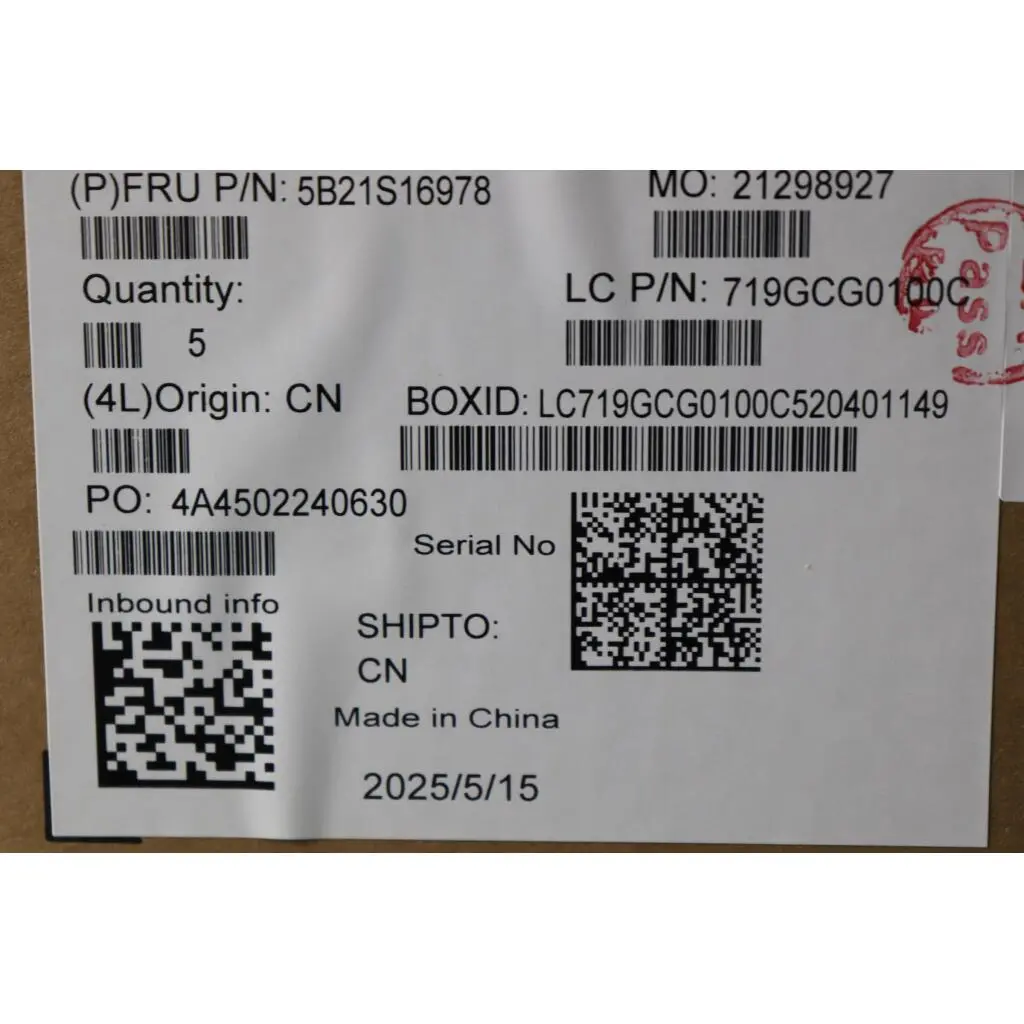 (P)FRU P/N: 5B21S16978
MO: 21298927
Quantity:
5
LC P/N: 719GCG0100C
Pass
(4L)Origin: CN
BOXID: LC719GCG0100C520401149
PO: 4A4502240630
Serial No
Inbound info
SHIPTO:
CN
Made in China
2025/5/15